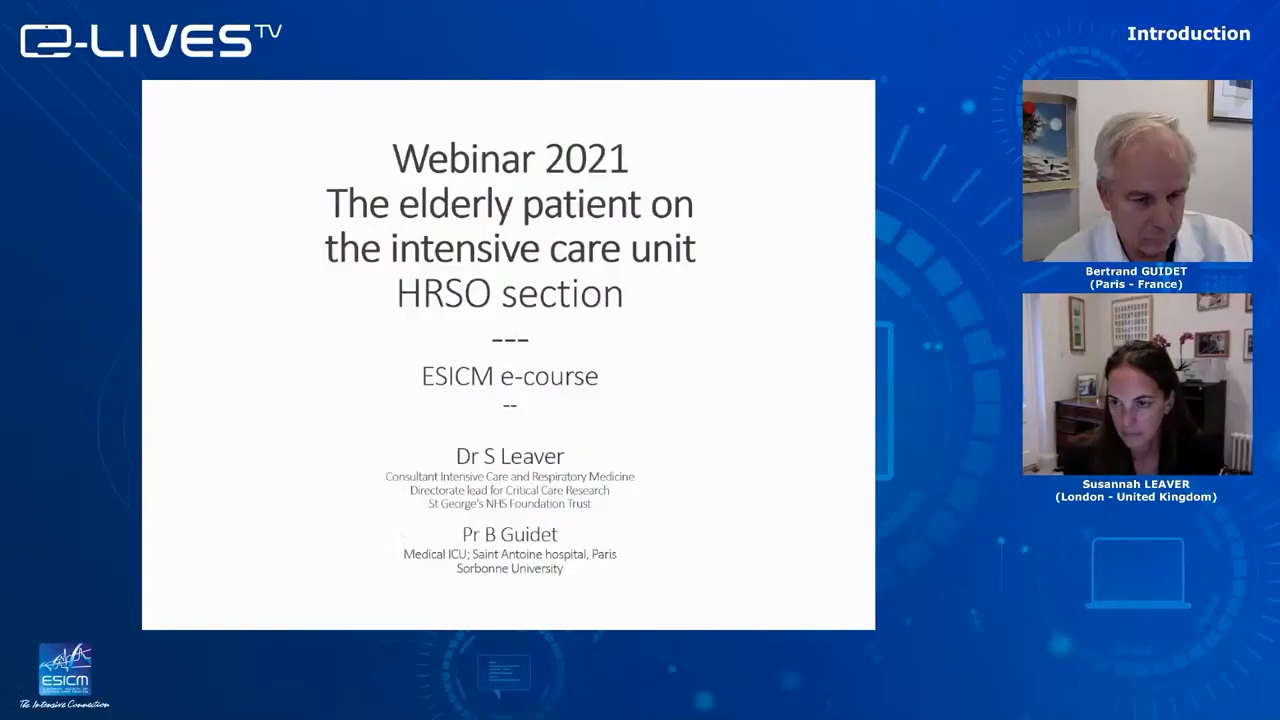 e-LIVES TV
Introduction
Webinar 2021
The elderly patient on
the intensive care unit
HRSO section
---
ESICM e-course
--
Dr S Leaver
Consultant Intensive Care and Respiratory Medicine
Directorate lead for Critical Care Research
St George's NHS Foundation Trust
Pr B Guidet
Medical ICU; Saint Antoine hospital, Paris
Sorbonne University
Bertrand GUIDET
(Paris - France)
Susannah LEAVER
(London - United Kingdom)
ESICM
The Intensive Connection